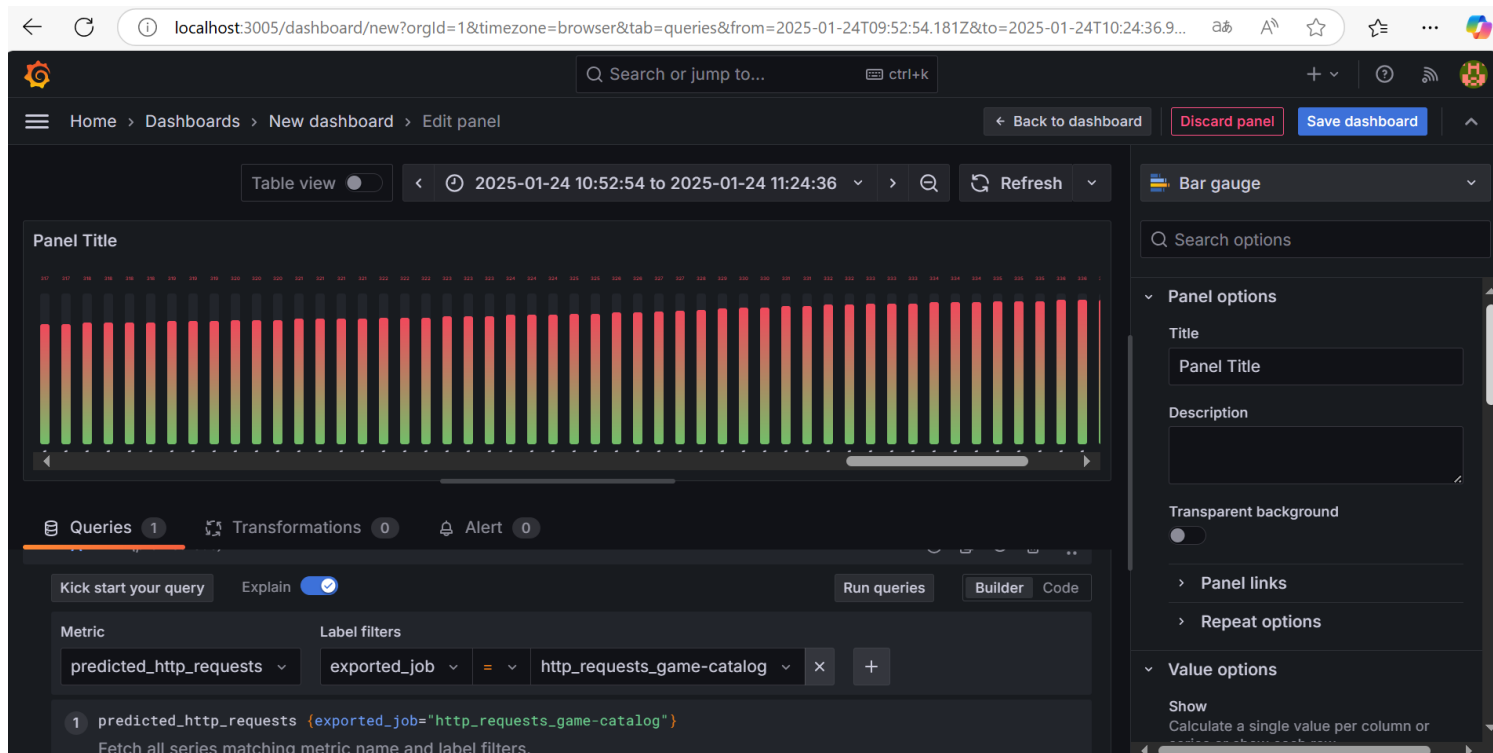 localhost:3005/dashboard/new?orgId=1&timezone=browser&tab=queries&from=2025-01-24T09:52:54.181Z&to=2025-01-24T10:24:36.9...
Search or jump to... ctrl+k
Home > Dashboards > New dashboard > Edit panel
Back to dashboard
Discard panel
Save dashboard
Table view
2025-01-24 10:52:54 to 2025-01-24 11:24:36
Refresh
Bar gauge
Search options
Panel Title
Panel options
Title
Panel Title
Description
Transparent background
Panel links
Repeat options
Value options
Show
Calculate a single value per column or
Queries 1
Transformations 0
Alert 0
Kick start your query
Explain
Run queries
Builder Code
Metric
Label filters
predicted_http_requests
exported_job = http_requests_game-catalog
1 predicted_http_requests {exported_job="http_requests_game-catalog"}
Fetch all series matching metric name and label filters.